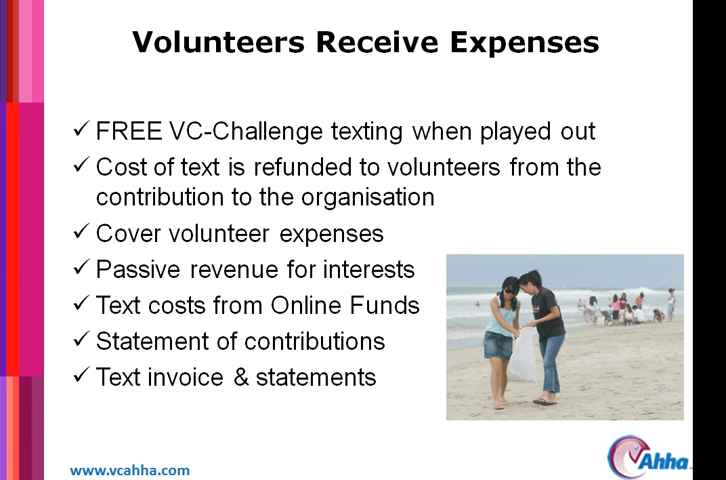 Volunteers Receive Expenses
✓ FREE VC-Challenge texting when played out
✓ Cost of text is refunded to volunteers from the
contribution to the organisation
✓ Cover volunteer expenses
✓ Passive revenue for interests
✓ Text costs from Online Funds
✓ Statement of contributions
✓ Text invoice & statements
www.vcahha.com
VCAhha